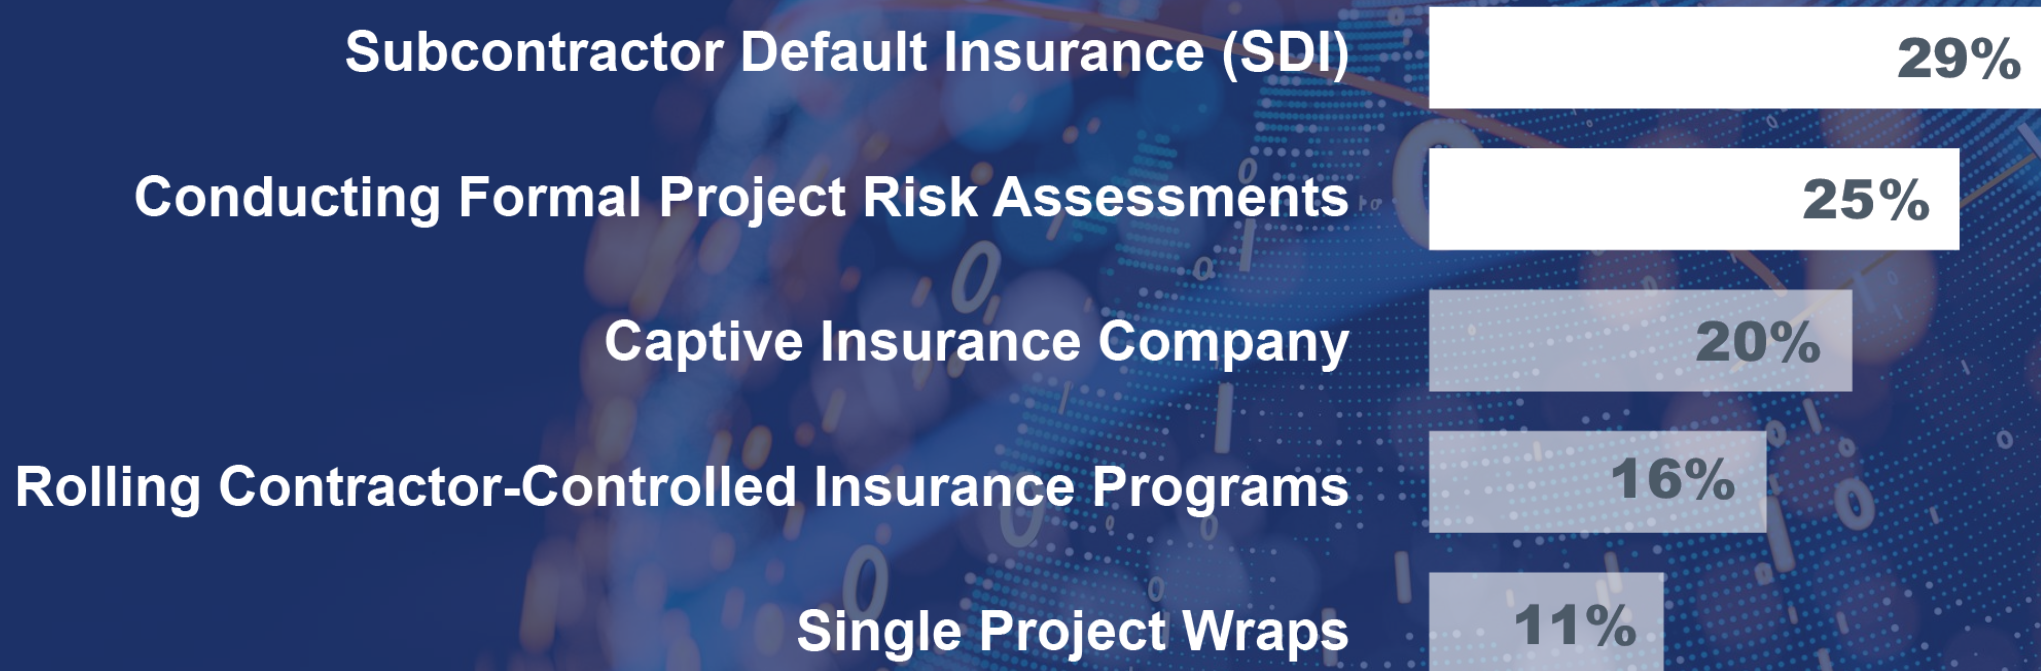 Subcontractor Default Insurance (SDI) 29%
Conducting Formal Project Risk Assessments 25%
Captive Insurance Company 20%
Rolling Contractor-Controlled Insurance Programs 16%
Single Project Wraps 11%